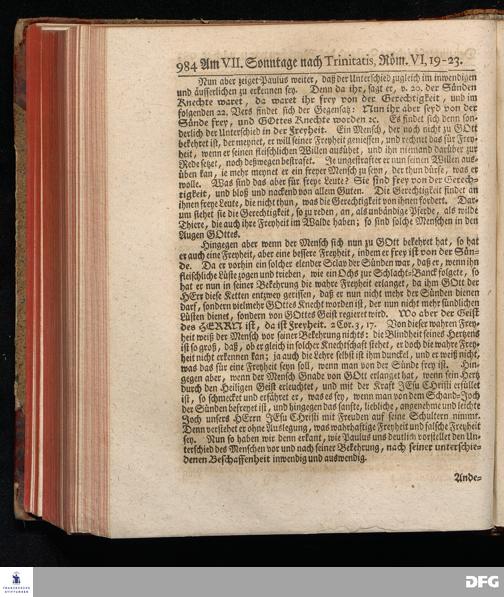 984 Am VII. Sonntage nach Trinitatis, Röm. VI, 19-23.
Nun aber zeiget Paulus weiter, daß der Unterschied zugleich im inwendigen
und äusserlichen zu erkennen sey. Denn da ihr, sagt er, v. 20. der Sünden
Knechte waret, da waret ihr frey von der Gerechtigkeit, und im
folgenden 22. Vers findet sich der Gegensatz: Nun ihr aber seyd von der
Sünde frey, und GOttes Knechte worden ꝛc. Es findet sich denn son-
derlich der Unterschied in der Freyheit. Ein Mensch, der noch nicht zu GOtt
bekehret ist, der meynet, er will seiner Freyheit geniessen, und rechnet das für Frey-
heit, wenn er seinen fleischlichen Willen ausübet, und ihn niemand darüber zur
Rede setzet, noch deßwegen bestrafet. Je ungestrafter er nun seinen Willen aus-
üben kan, ie mehr meynet er ein freyer Mensch zu seyn, der thun dürfe, was er
wolle. Was sind das aber für freye Leute? Sie sind frey von der Gerech-
tigkeit, und bloß und nackend von allem Guten. Die Gerechtigkeit findet an
ihnen freye Leute, die nicht thun, was die Gerechtigkeit von ihnen fordert. Dar-
um siehet sie die Gerechtigkeit, so zu reden, an, als unbändige Pferde, als wilde
Thiere, die auch ihre Freyheit im Walde haben; so sind solche Menschen in den
Augen GOttes.
Hingegen aber wenn der Mensch sich nun zu GOtt bekehret hat, so hat
er auch eine Freyheit, aber eine bessere Freyheit, indem er frey ist von der Sün-
de. Da er vorhin ein solcher elender Sclav der Sünden war, daß er, wenn ihn
fleischliche Lüste zogen und trieben, wie ein Ochs zur Schlacht-Banck folgete, so
hat er nun in seiner Bekehrung die wahre Freyheit erlanget, da ihm GOtt der
HErr diese Ketten entzwey gerissen, daß er nun nicht mehr der Sünden dienen
darf, sondern vielmehr GOttes Knecht worden ist, der nun nicht mehr sündlichen
Lüsten dienet, sondern von GOttes Geist regieret wird. Wo aber der Geist
des HERRN ist, da ist Freyheit. 2 Cor. 3, 17. Von dieser wahren Frey-
heit weiß der Mensch vor seiner Bekehrung nichts: die Blindheit seines Hertzens
ist so groß, daß, ob er gleich in solcher Knechtschaft stehet, er doch die wahre Frey-
heit nicht erkennen kan; ja auch die Lehre selbst ist ihm dunckel, und er weiß nicht,
was das für eine Freyheit seyn soll, wenn man von der Sünde frey ist. Hin-
gegen aber, wenn der Mensch Gnade von GOtt erlanget hat, wenn sein Hertz
durch den Heiligen Geist erleuchtet, und mit der Kraft JEsu CHristi erfüllet
ist, so schmecket und erfähret er, was es sey, wenn man von dem Schand-Joch
der Sünden befreyet ist, und hingegen das sanfte, liebliche, angenehme und leichte
Joch unsers HErrn JEsu CHristi mit Freuden auf seine Schultern nimmt.
Denn verstehet er ohne Auslegung, was wahrhaftige Freyheit und falsche Freyheit
sey. Nun so haben wir denn erkant, wie Paulus uns deutlich vorstellet den Un-
terschied des Menschen vor und nach seiner Bekehrung, nach seiner unterschie-
denen Beschaffenheit inwendig und auswendig.
Ande-
FRANCKESCHE
STIFTUNGEN
DFG